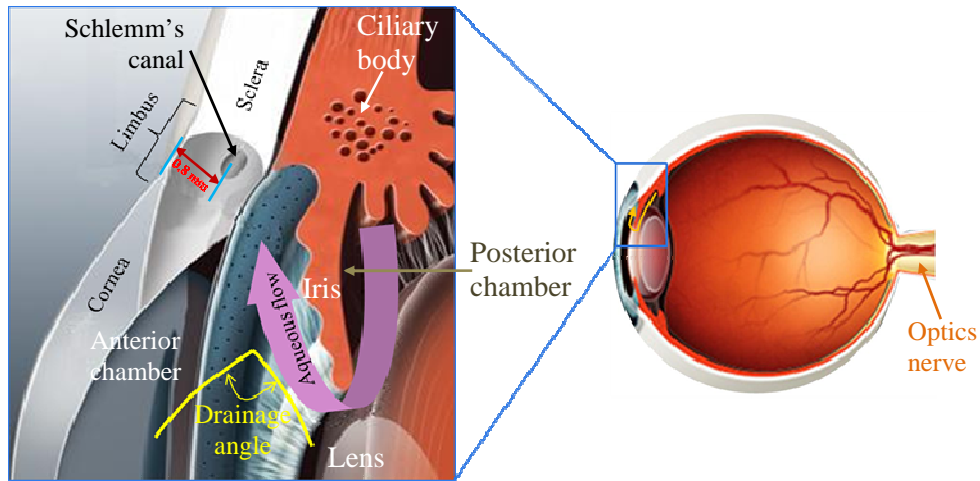 Schlemm’s
canal
Ciliary
body
Sclera
Limbus
0.8 mm
Cornea
Iris
Posterior
chamber
Aqueous flow
Anterior
chamber
Drainage
angle
Lens
Optics
nerve